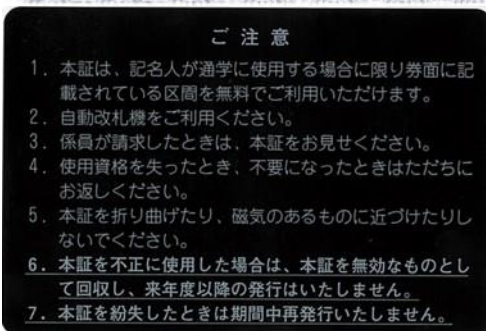 ご注意
1. 本証は、記名人が通学に使用する場合に限り券面に記
載されている区間を無料でご利用いただけます。
2. 自動改札機をご利用ください。
3. 係員が請求したときは、本証をお見せください。
4. 使用資格を失ったとき、不要になったときはただちに
お返しください。
5. 本証を折り曲げたり、磁気のあるものに近づけたりし
ないでください。
6. 本証を不正に使用した場合は、本証を無効なものとし
て回収し、来年度以降の発行はいたしません。
7. 本証を紛失したときは期間中再発行いたしません。